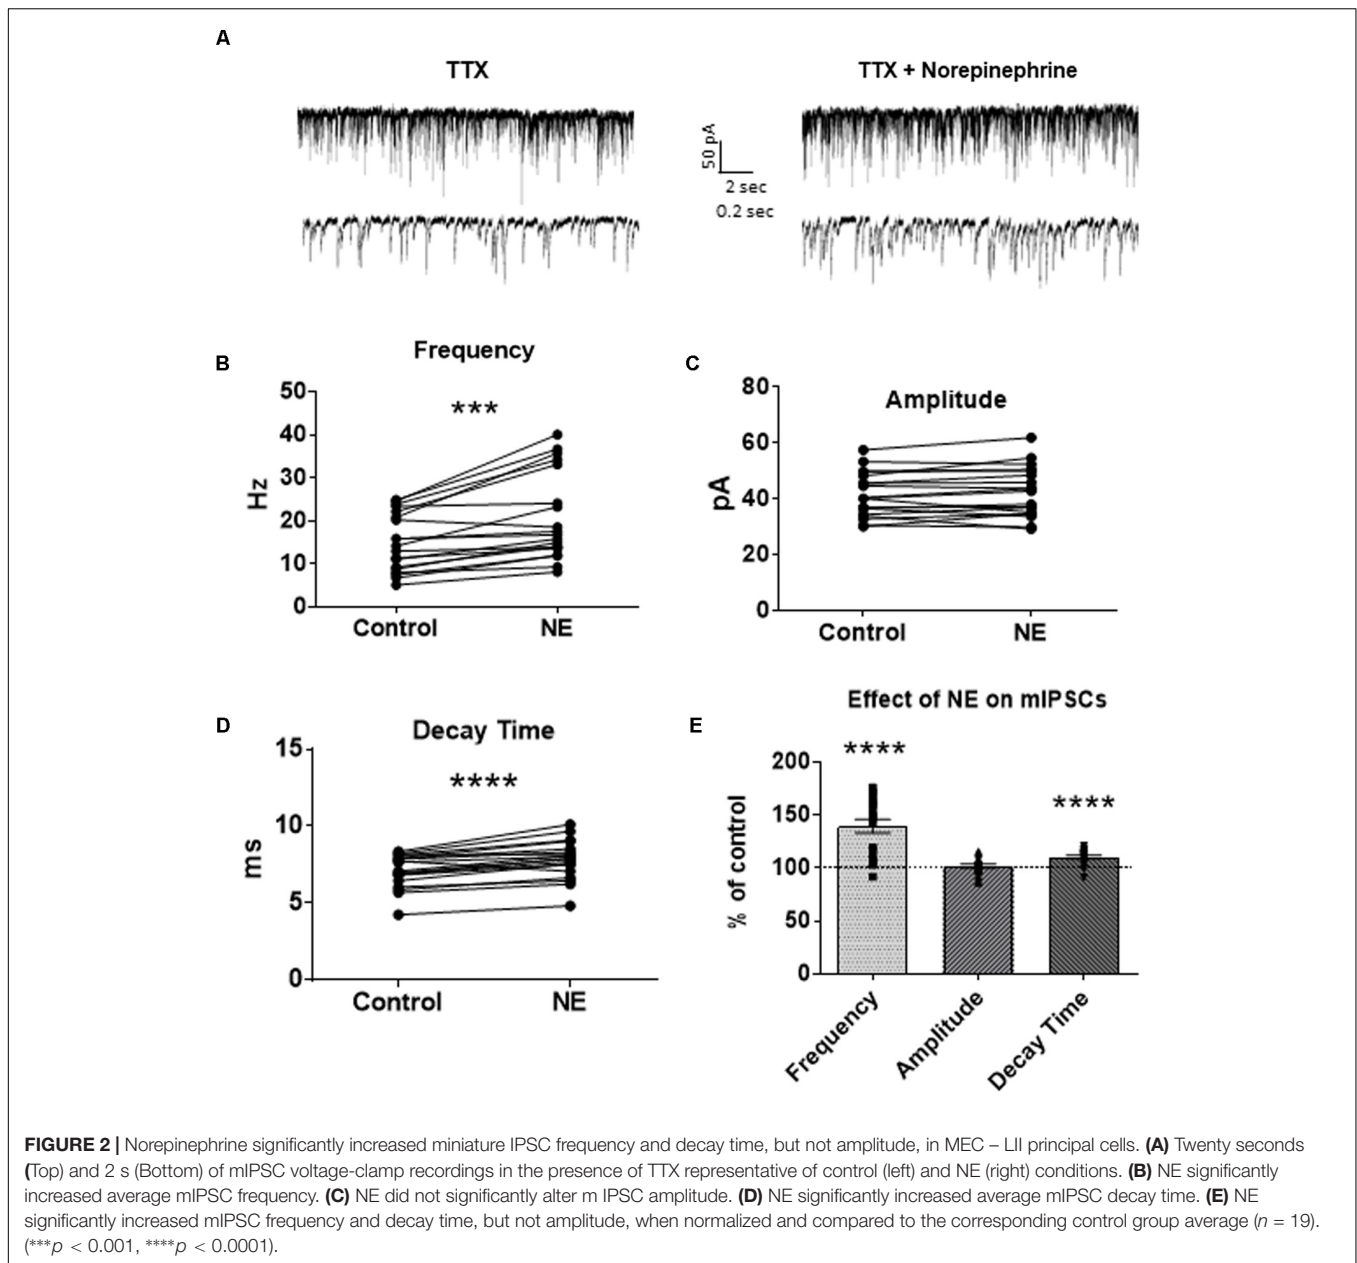 A
TTX
TTX + Norepinephrine
50 pA
2 sec
0.2 sec
B
Frequency
***
Hz
50
40
30
20
10
0
Control
NE
C
Amplitude
pA
80
60
40
20
0
Control
NE
D
Decay Time
****
ms
15
10
5
0
Control
NE
E
Effect of NE on mIPSCs
****
****
% of control
200
150
100
50
0
Frequency
Amplitude
Decay Time
FIGURE 2 | Norepinephrine significantly increased miniature IPSC frequency and decay time, but not amplitude, in MEC – LII principal cells. (A) Twenty seconds
(Top) and 2 s (Bottom) of mIPSC voltage-clamp recordings in the presence of TTX representative of control (left) and NE (right) conditions. (B) NE significantly
increased average mIPSC frequency. (C) NE did not significantly alter m IPSC amplitude. (D) NE significantly increased average mIPSC decay time. (E) NE
significantly increased mIPSC frequency and decay time, but not amplitude, when normalized and compared to the corresponding control group average (n = 19).
(***p < 0.001, ****p < 0.0001).